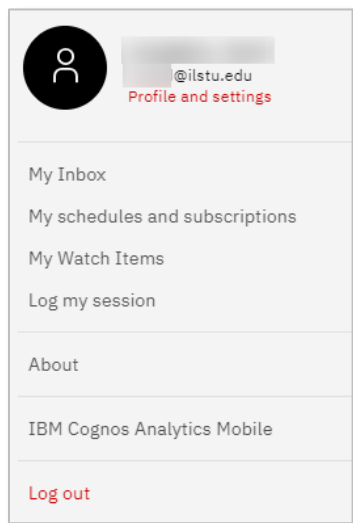 @ilstu.edu
Profile and settings
My Inbox
My schedules and subscriptions
My Watch Items
Log my session
About
IBM Cognos Analytics Mobile
Log out